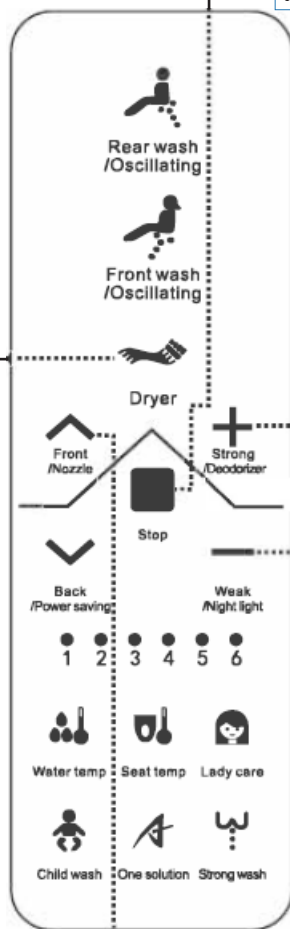 Rear wash
/Oscillating
Front wash
/Oscillating
Dryer
Front
/Nozzle
Strong
/Deodorizer
Stop
Back
/Power saving
Weak
/Night light
1 2 3 4 5 6
Water temp Seat temp Lady care
Child wash One solution Strong wash